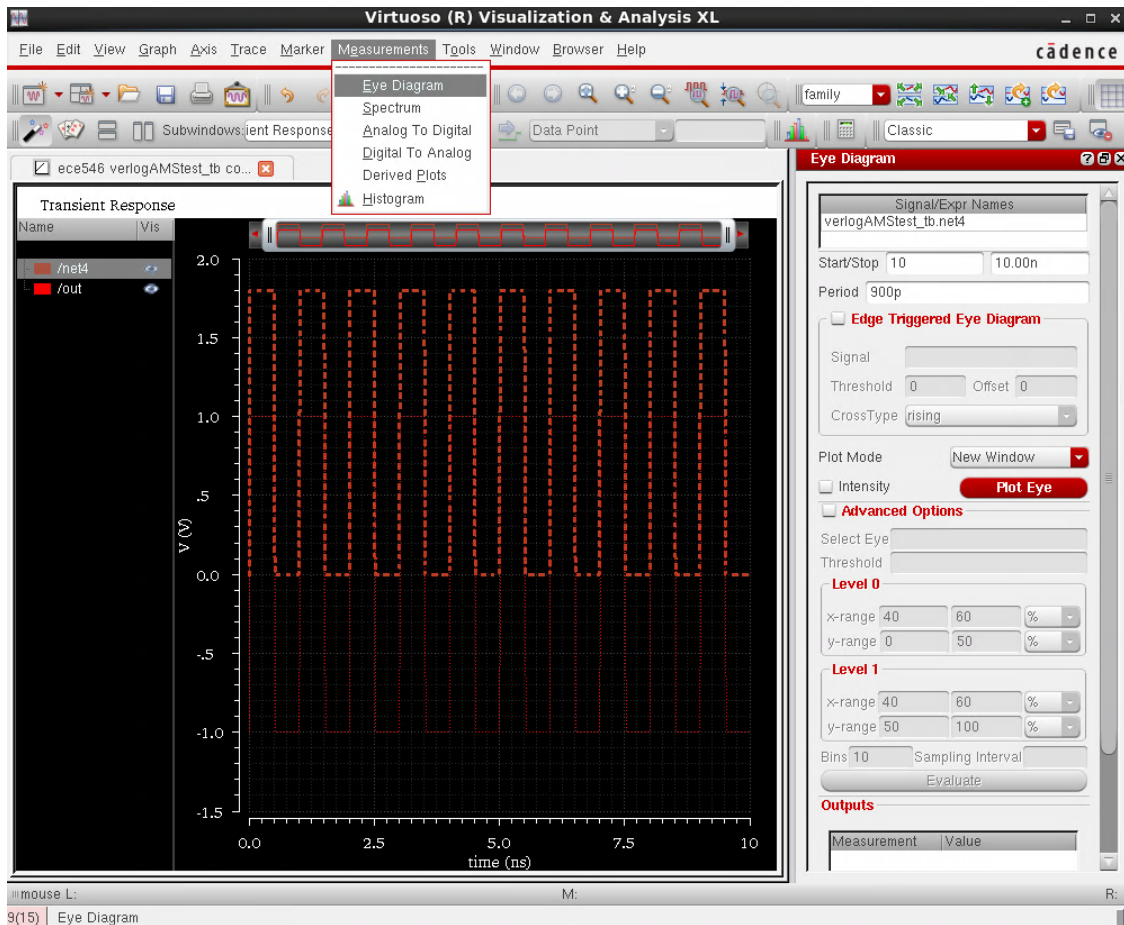 Virtuoso (R) Visualization & Analysis XL
File Edit View Graph Axis Trace Marker Measurements Tools Window Browser Help
cādence
Eye Diagram
Spectrum
Analog To Digital
Digital To Analog
Derived Plots
Histogram
family
Subwindows:
ient Response
Data Point
Classic
ece546 verlogAMStest_tb co...
Transient Response
Name Vis
/net4
/out
2.0
1.5
1.0
.5
0.0
-.5
-1.0
-1.5
V (V)
0.0 2.5 5.0 7.5 10
time (ns)
Eye Diagram
Signal/Expr Names
verlogAMStest_tb.net4
Start/Stop 10 10.00n
Period 900p
Edge Triggered Eye Diagram
Signal
Threshold 0 Offset 0
CrossType rising
Plot Mode New Window
Intensity Plot Eye
Advanced Options
Select Eye
Threshold
Level 0
x-range 40 60 %
y-range 0 50 %
Level 1
x-range 40 60 %
y-range 50 100 %
Bins 10 Sampling Interval
Evaluate
Outputs
Measurement Value
mouse L: M: R:
9(15) Eye Diagram